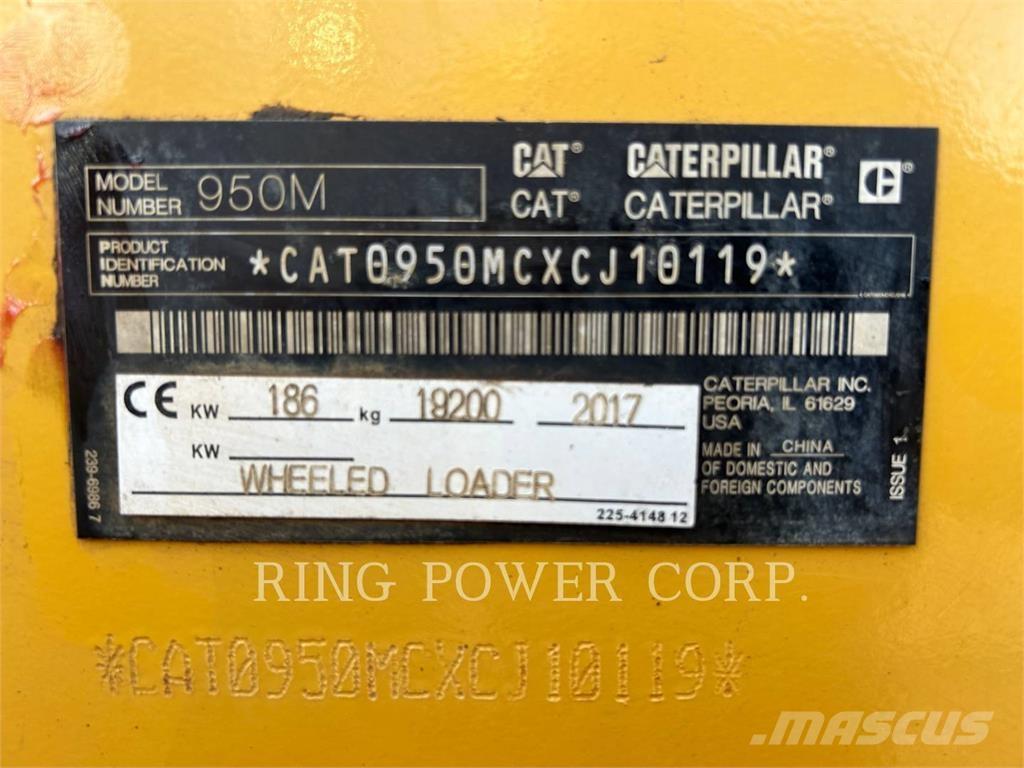 CAT® CATERPILLAR®
CAT® CATERPILLAR®
MODEL NUMBER 950M
PRODUCT IDENTIFICATION NUMBER *CAT0950MCXCJ10119*
CE KW 186 kg 19200 2017
KW
WHEELED LOADER
225-4148 12
239-6986 7
CATERPILLAR INC.
PEORIA, IL 61629
USA
MADE IN CHINA
OF DOMESTIC AND
FOREIGN COMPONENTS
ISSUE 1
RING POWER CORP.
*CAT0950MCXCJ10119*
MASCUS